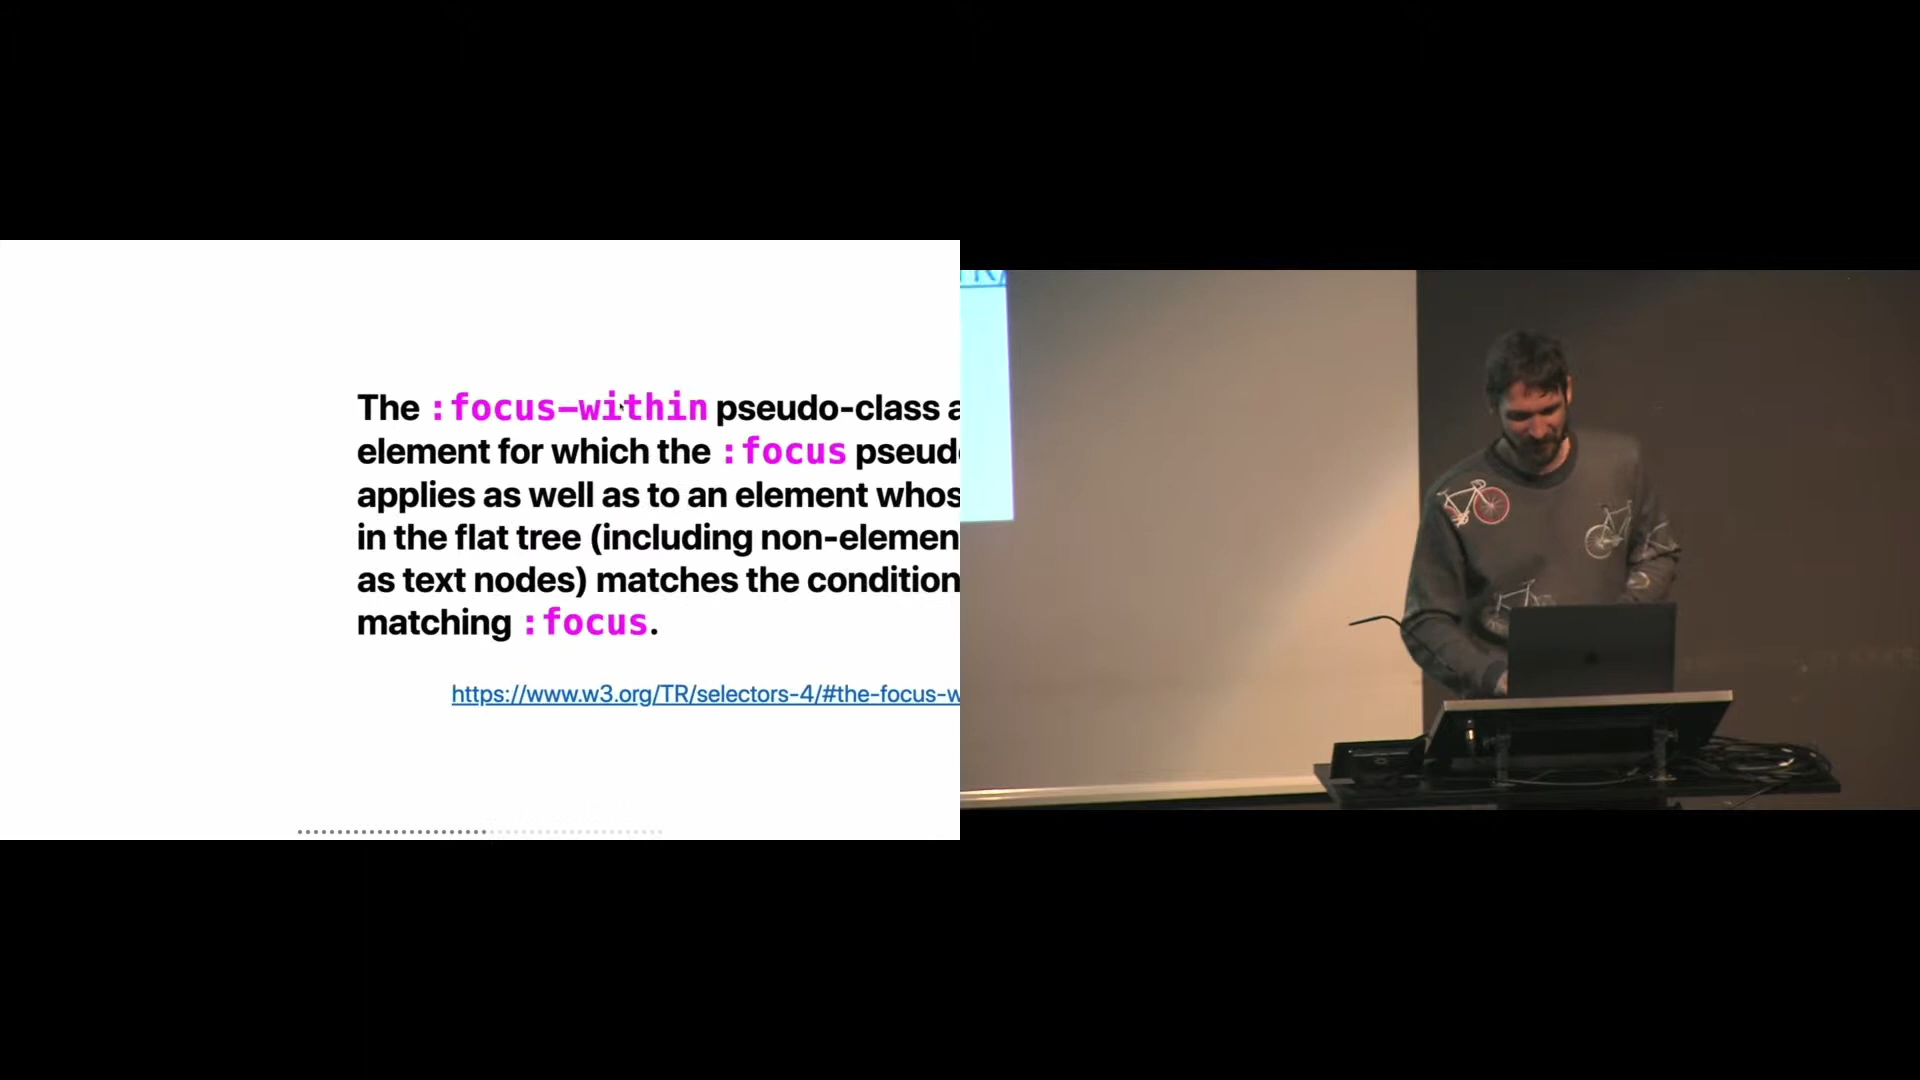 The :focus-within pseudo-class a
element for which the :focus pseud
applies as well as to an element whos
in the flat tree (including non-elemen
as text nodes) matches the condition
matching :focus.
https://www.w3.org/TR/selectors-4/#the-focus-w
TR/